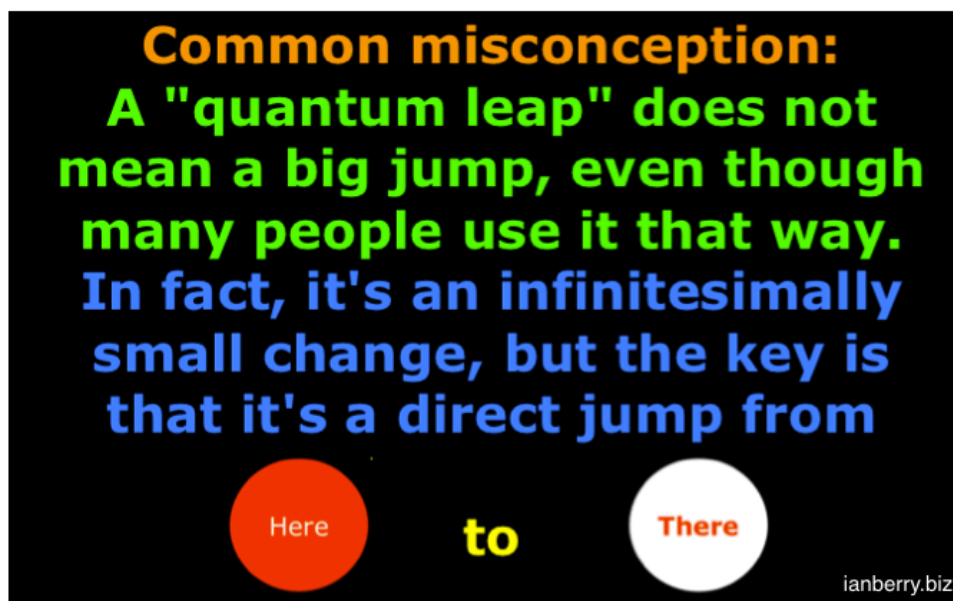 Common misconception:
A "quantum leap" does not
mean a big jump, even though
many people use it that way.
In fact, it's an infinitesimally
small change, but the key is
that it's a direct jump from
Here to There
ianberry.biz